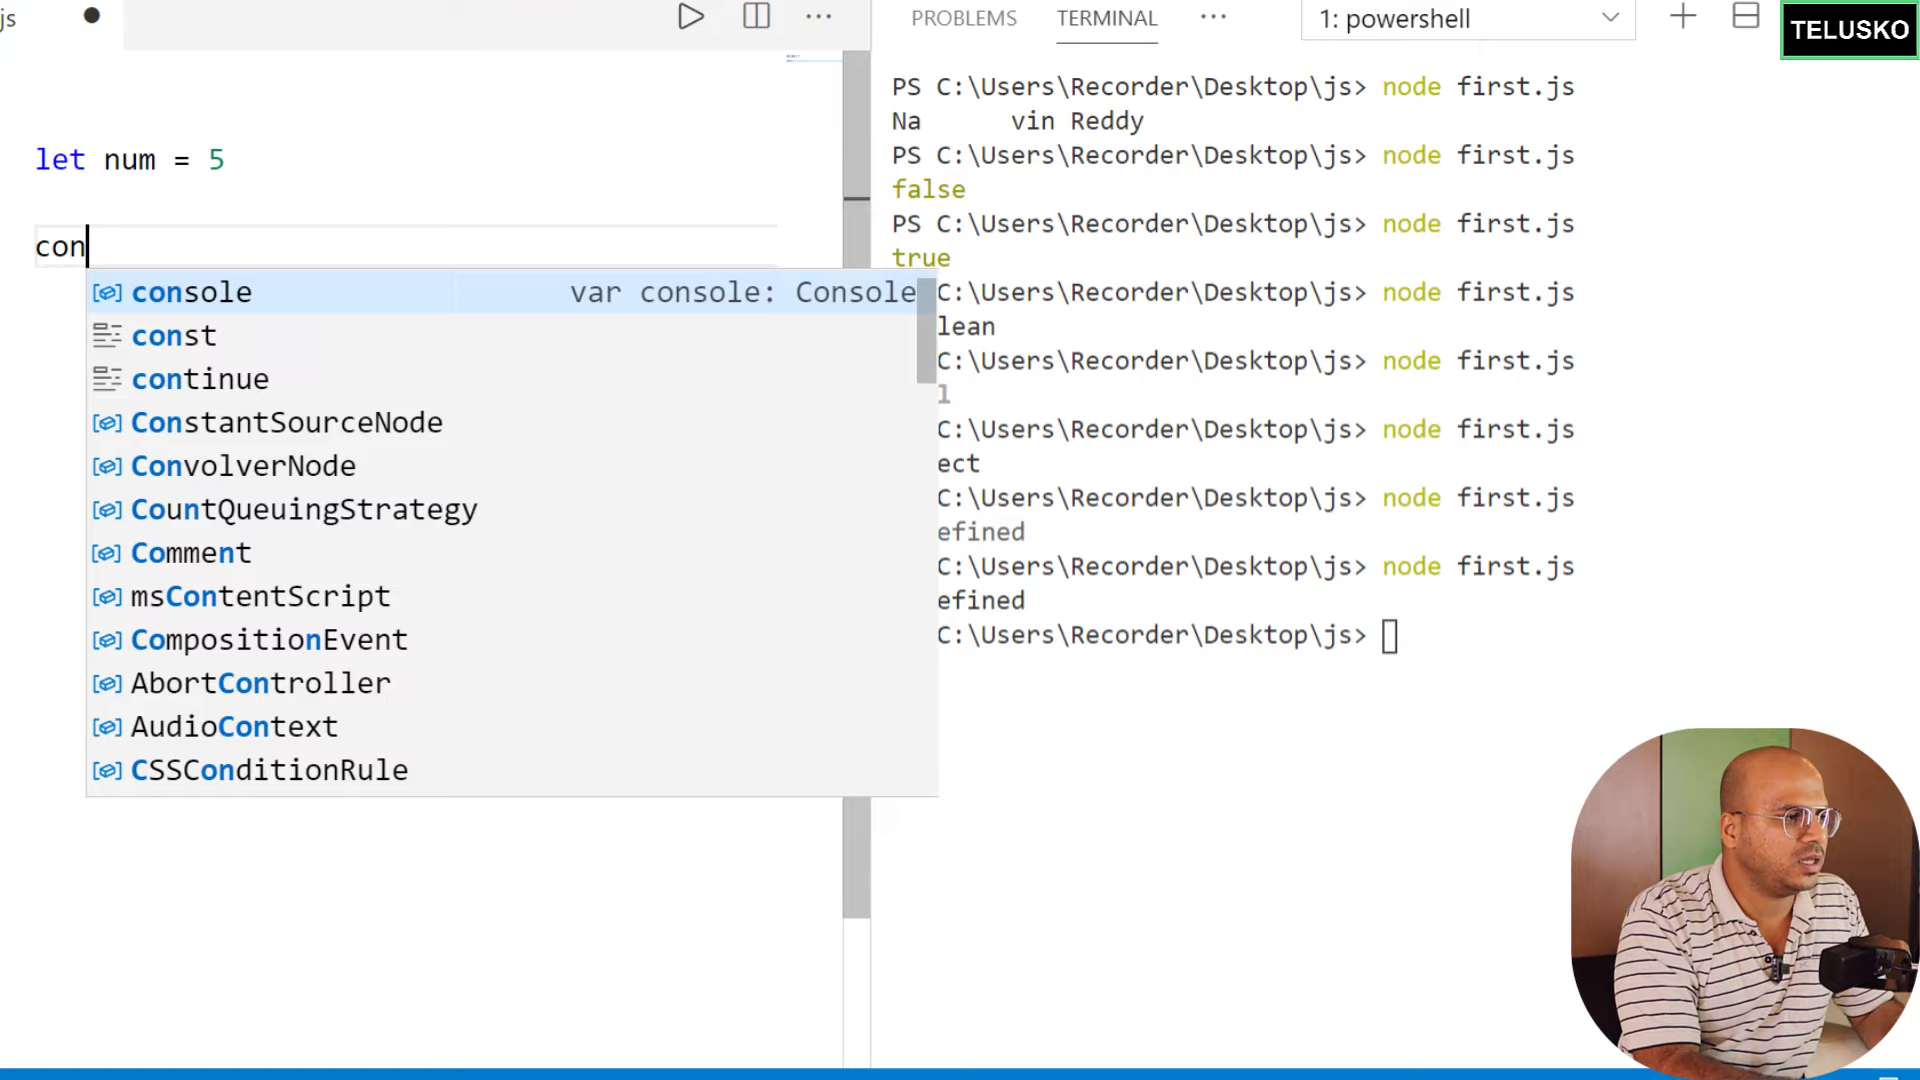 js
PROBLEMS TERMINAL ... 1: powershell
TELUSKO
let num = 5
con
console var console: Console
const
continue
ConstantSourceNode
ConvolverNode
CountQueuingStrategy
Comment
msContentScript
CompositionEvent
AbortController
AudioContext
CSSConditionRule
PS C:\Users\Recorder\Desktop\js> node first.js
Na      vin Reddy
PS C:\Users\Recorder\Desktop\js> node first.js
false
PS C:\Users\Recorder\Desktop\js> node first.js
true
C:\Users\Recorder\Desktop\js> node first.js
lean
C:\Users\Recorder\Desktop\js> node first.js
l
C:\Users\Recorder\Desktop\js> node first.js
ect
C:\Users\Recorder\Desktop\js> node first.js
efined
C:\Users\Recorder\Desktop\js> node first.js
efined
C:\Users\Recorder\Desktop\js>